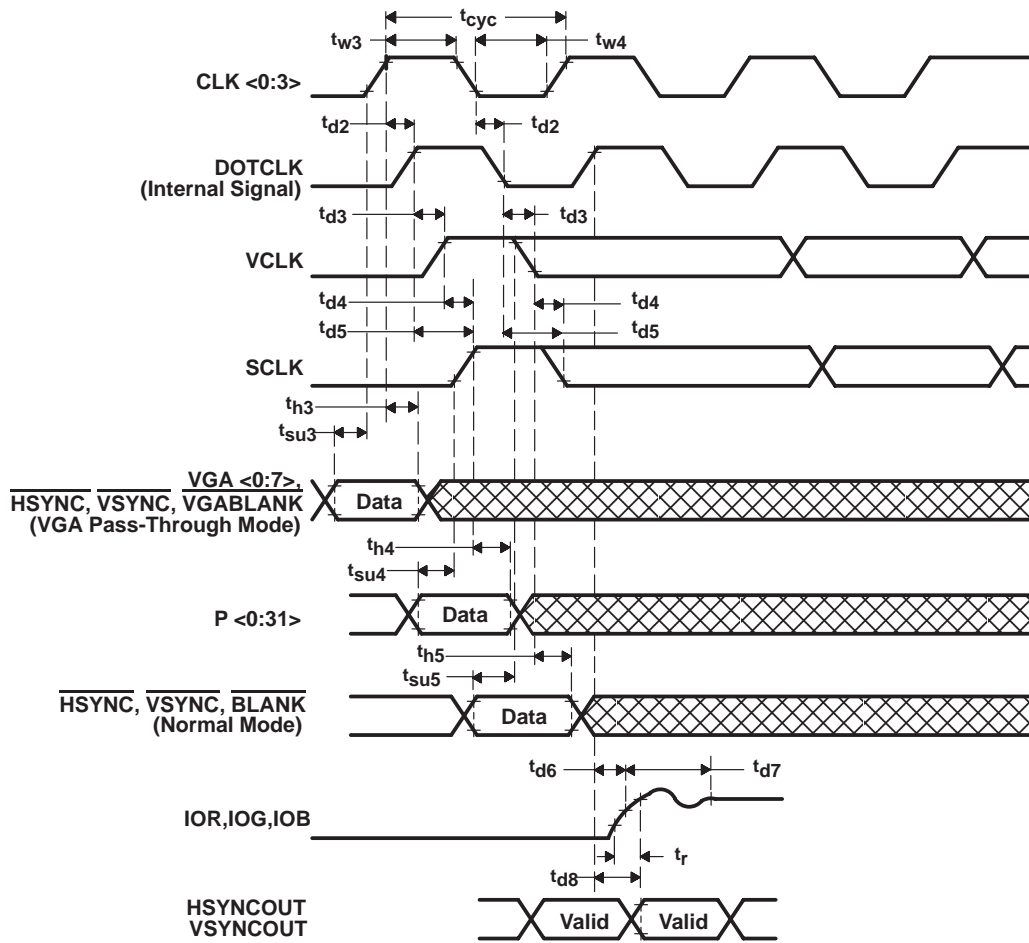 tcyc
tw3
tw4
CLK <0:3>
td2
td2
DOTCLK
(Internal Signal)
td3
td3
VCLK
td4
td4
td5
td5
SCLK
th3
tsu3
VGA <0:7>,
HSYNC, VSYNC, VGABLANK
(VGA Pass-Through Mode)
Data
th4
tsu4
P <0:31>
Data
th5
tsu5
HSYNC, VSYNC, BLANK
(Normal Mode)
Data
td6
td7
IOR,IOG,IOB
tr
td8
HSYNCOUT
VSYNCOUT
Valid
Valid